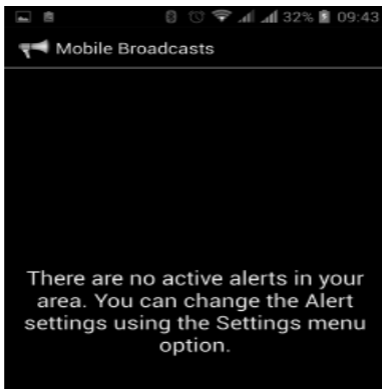 32% 09:43
Mobile Broadcasts
There are no active alerts in your
area. You can change the Alert
settings using the Settings menu
option.